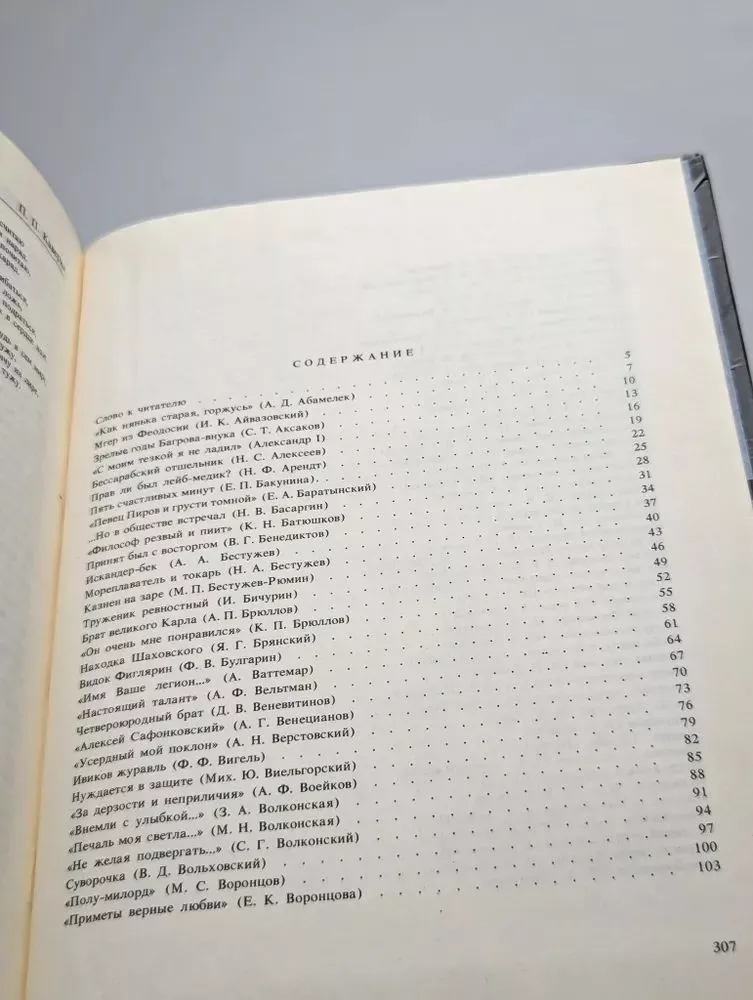 П. П. Кавер
считаю
СОДЕРЖАНИЕ
Слово к читателю . . . 5
«Как нянька старая, горжусь» (А. Д. Абамелек) . . . 7
Мгер из Феодосии (И. К. Айвазовский) . . . 10
Зрелые годы Багрова-внука (С. Т. Аксаков) . . . 13
«С моим тезкой я не ладил» (Александр I) . . . 16
Бессарабский отшельник (Н. С. Алексеев) . . . 19
Прав ли был лейб-медик? (Н. Ф. Арендт) . . . 22
Пять счастливых минут (Е. П. Бакунина) . . . 25
«Певец Пиров и грусти томной» (Е. А. Баратынский) . . . 28
...Но в обществе встречал (Н. В. Басаргин) . . . 31
«Философ резвый и пиит» (К. Н. Батюшков) . . . 34
Принят был с восторгом (В. Г. Бенедиктов) . . . 37
Искандер-бек (А. А. Бестужев) . . . 40
Мореплаватель и токарь (Н. А. Бестужев) . . . 43
Казнен на заре (М. П. Бестужев-Рюмин) . . . 46
Труженик ревностный (И. Бичурин) . . . 49
Брат великого Карла (А. П. Брюллов) . . . 52
«Он очень мне понравился» (К. П. Брюллов) . . . 55
Находка Шаховского (Я. Г. Брянский) . . . 58
Видок Фиглярин (Ф. В. Булгарин) . . . 61
«Имя Ваше легион...» (А. Ваттемар) . . . 64
«Настоящий талант» (А. Ф. Вельтман) . . . 67
Четвероюродный брат (Д. В. Веневитинов) . . . 70
«Алексей Сафонковский» (А. Г. Венецианов) . . . 73
«Усердный мой поклон» (А. Н. Верстовский) . . . 76
Ивиков журавль (Ф. Ф. Вигель) . . . 79
Нуждается в защите (Мих. Ю. Виельгорский) . . . 82
«За дерзости и неприличия» (А. Ф. Воейков) . . . 85
«Внемли с улыбкой...» (З. А. Волконская) . . . 88
«Печаль моя светла...» (М. Н. Волконская) . . . 91
«Не желая подвергать...» (С. Г. Волконский) . . . 94
Суворочка (В. Д. Вольховский) . . . 97
«Полу-милорд» (М. С. Воронцов) . . . 100
«Приметы верные любви» (Е. К. Воронцова) . . . 103
307